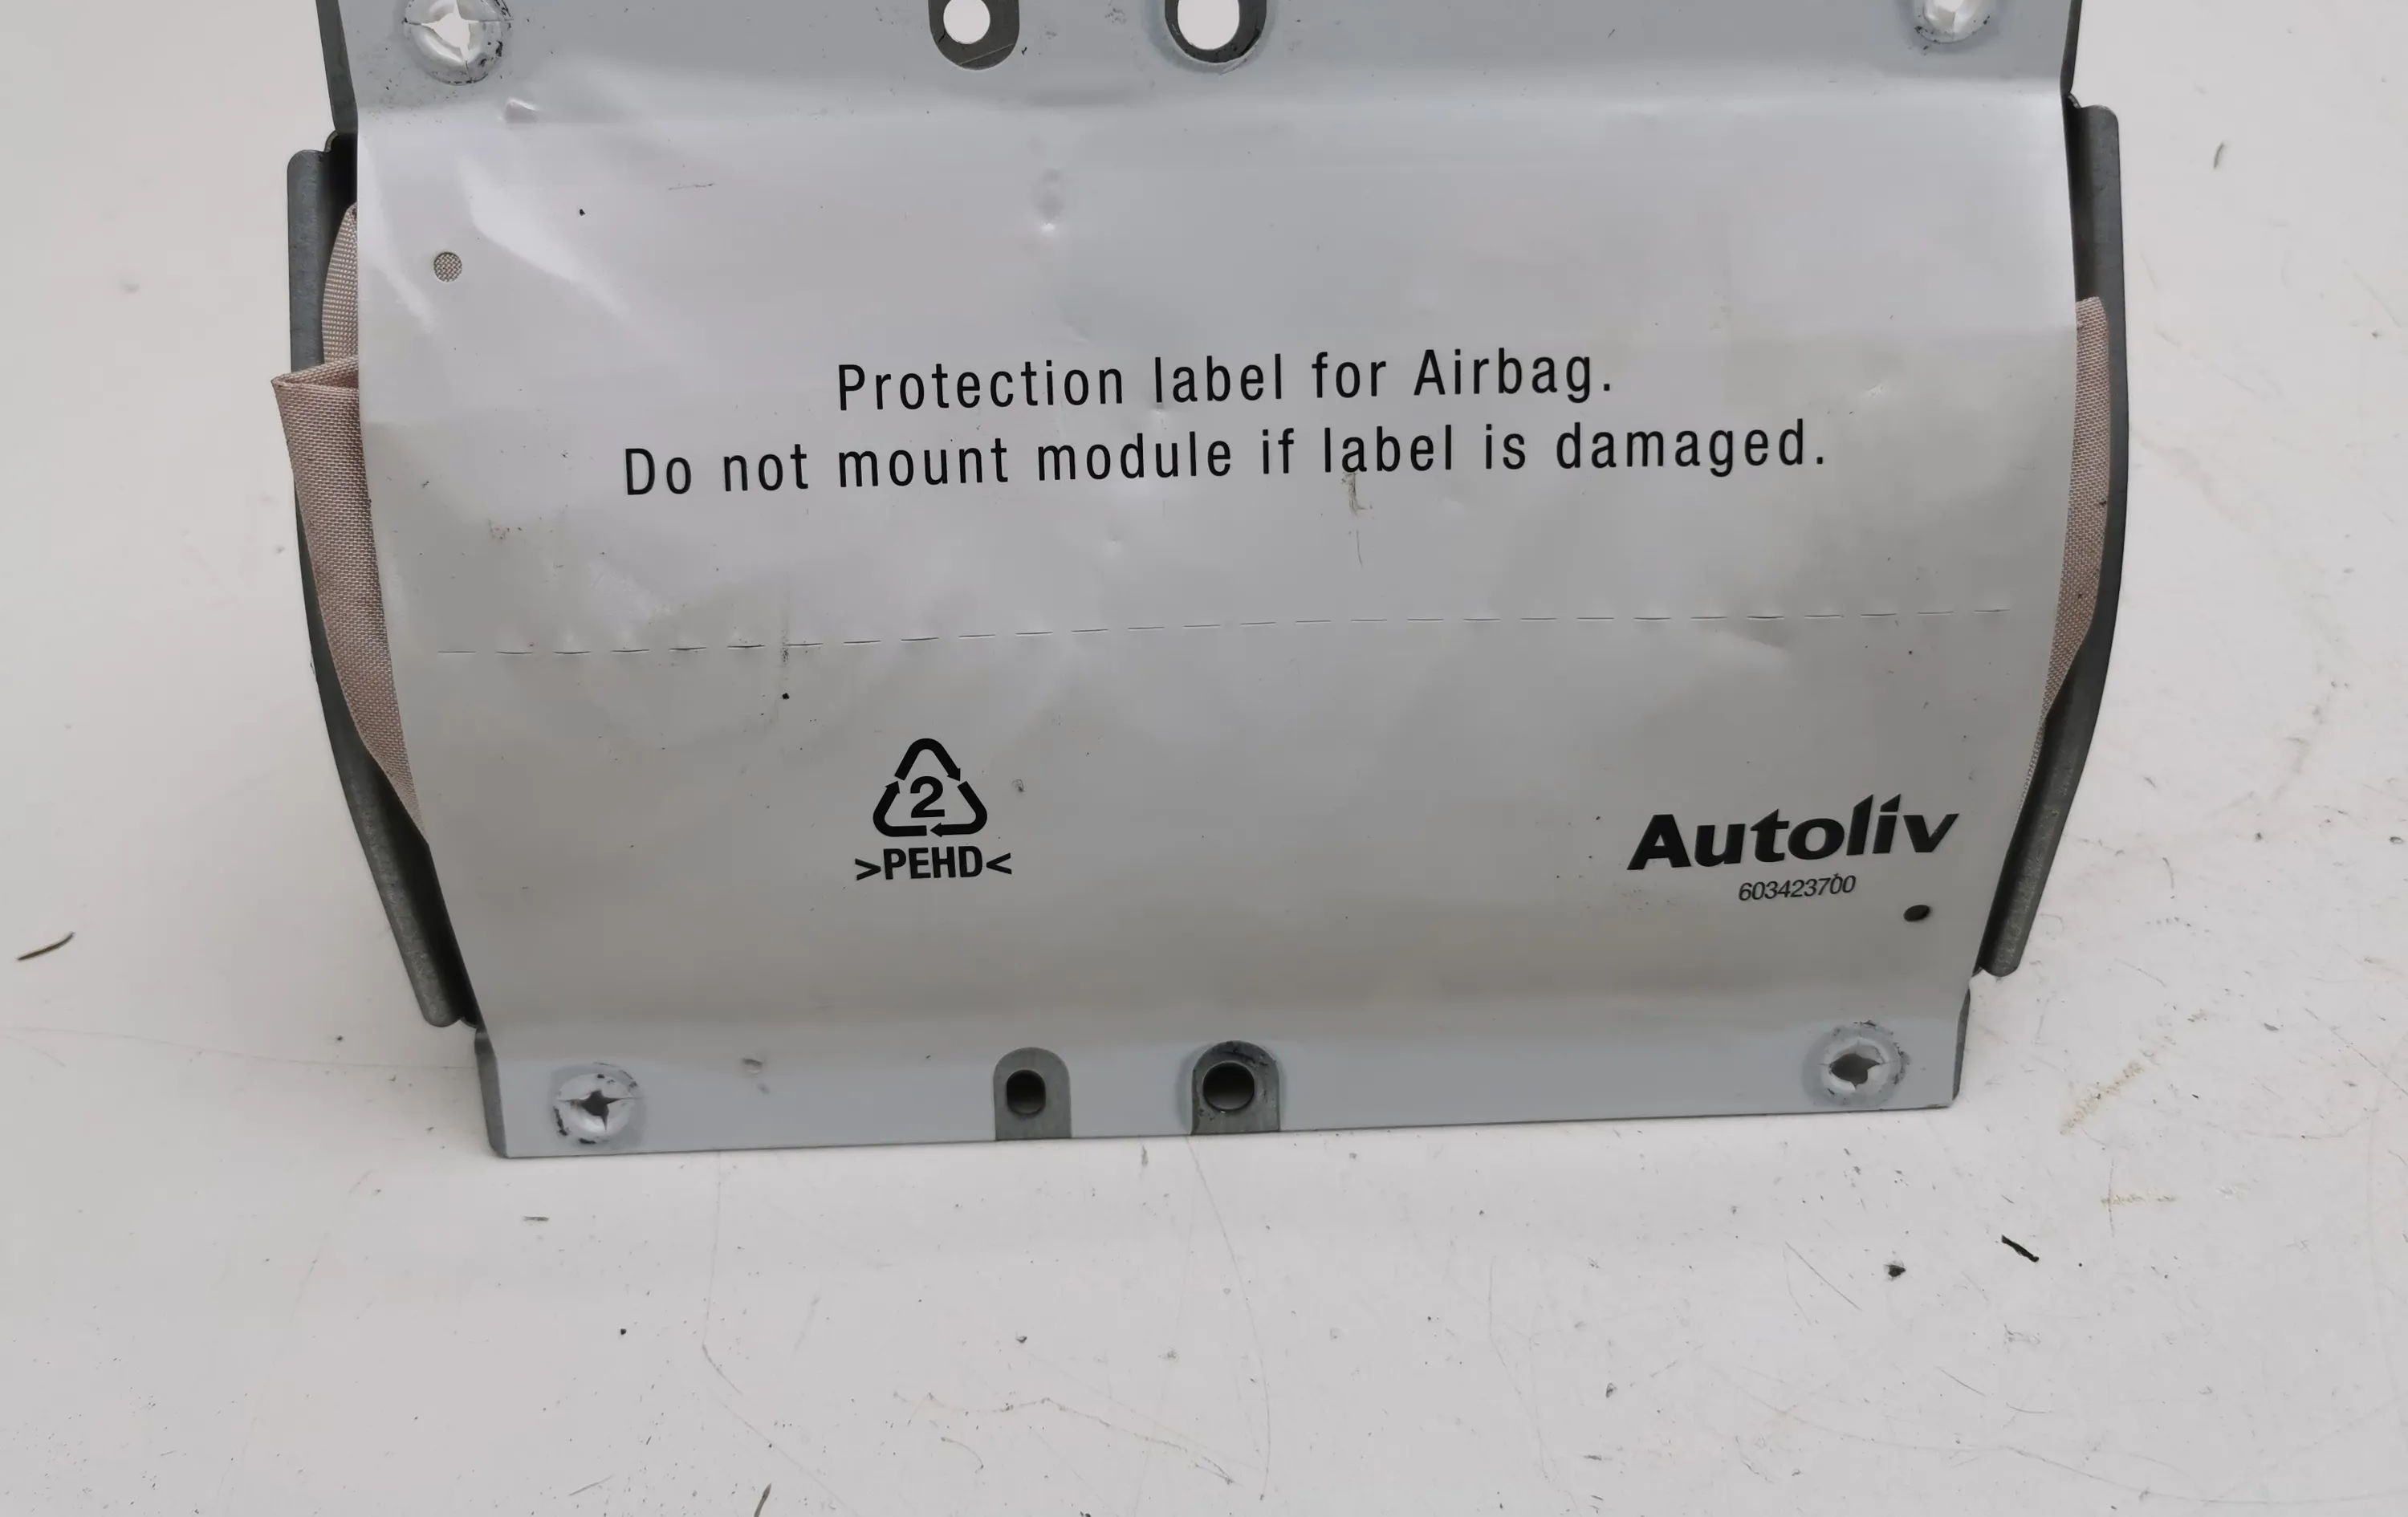 Protection label for Airbag.
Do not mount module if label is damaged.
2
>PEHD<
Autoliv
603423700